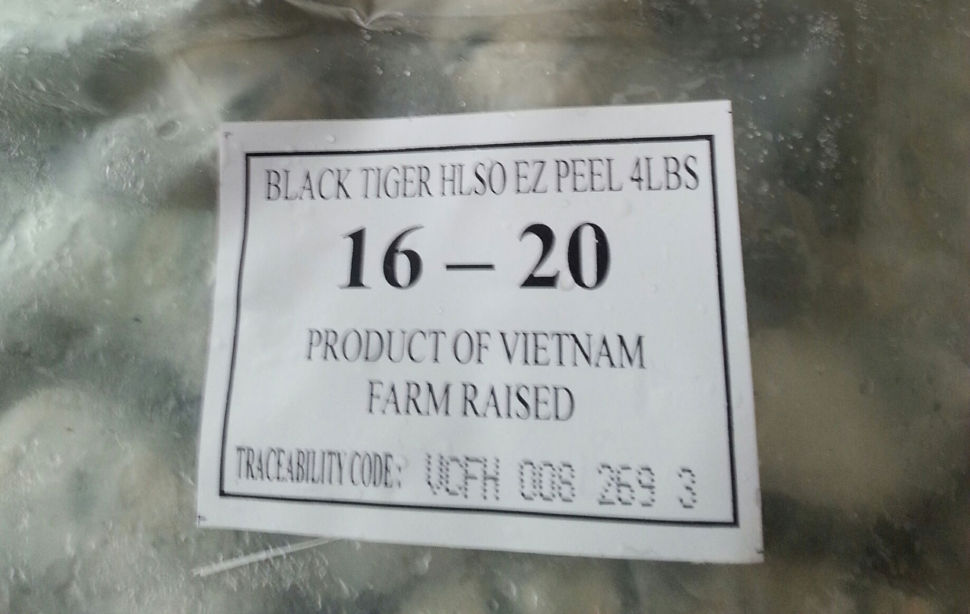 BLACK TIGER HLSO EZ PEEL 4LBS
16 – 20
PRODUCT OF VIETNAM
FARM RAISED
TRACEABILITY CODE: VCFH 008 269 3